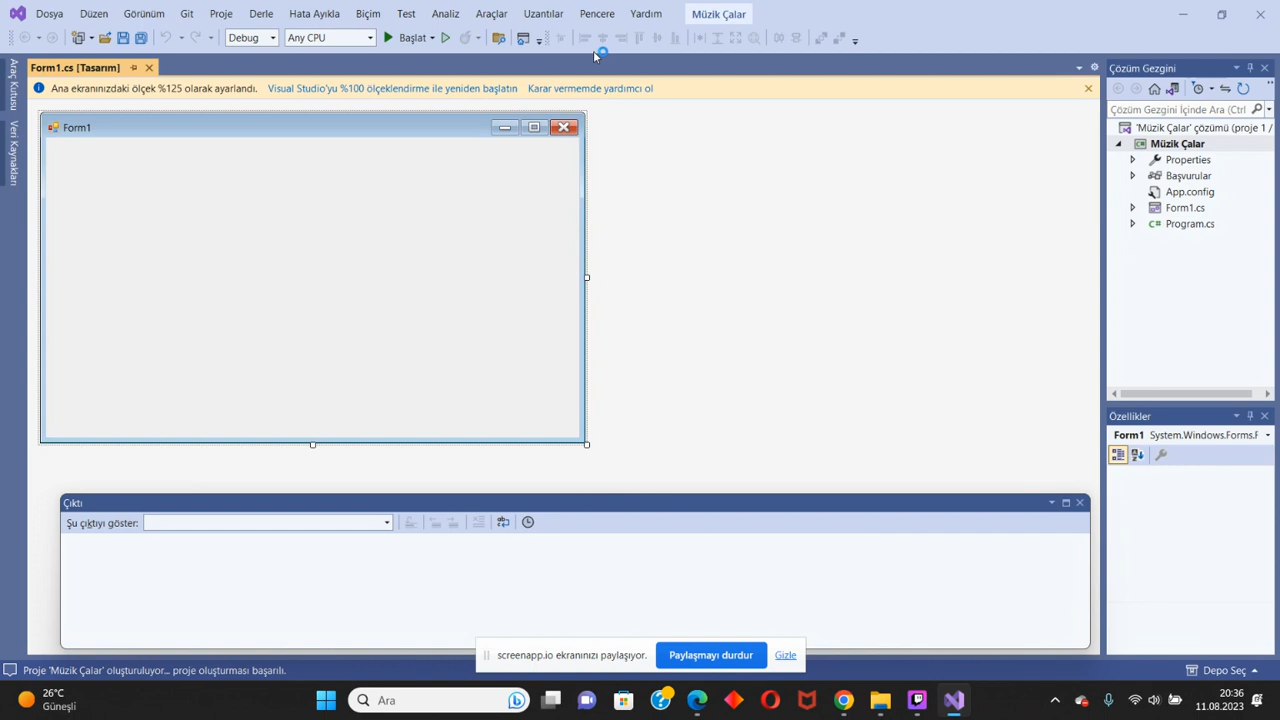 Dosya Düzen Görünüm Git Proje Derle Hata Ayıkla Biçim Test Analiz Araçlar Uzantılar Pencere Yardım Müzik Çalar
Debug Any CPU Başlat
Form1.cs [Tasarım]
Ana ekranınızdaki ölçek %125 olarak ayarlandı. Visual Studio'yu %100 ölçeklendirme ile yeniden başlatın Karar vermemde yardımcı ol
Araç Kutusu
Veri Kaynakları
Form1
Çözüm Gezgini
Çözüm Gezgini İçinde Ara (Ctrl
'Müzik Çalar' çözümü (proje 1 /
Müzik Çalar
Properties
Başvurular
App.config
Form1.cs
C# Program.cs
Özellikler
Form1 System.Windows.Forms.F
Çıktı
Şu çıktıyı göster:
screenapp.io ekranınızı paylaşıyor. Paylaşmayı durdur Gizle
Proje 'Müzik Çalar' oluşturuluyor... proje oluşturması başarılı.
Depo Seç
26°C
Güneşli
Ara
20:36
11.08.2023